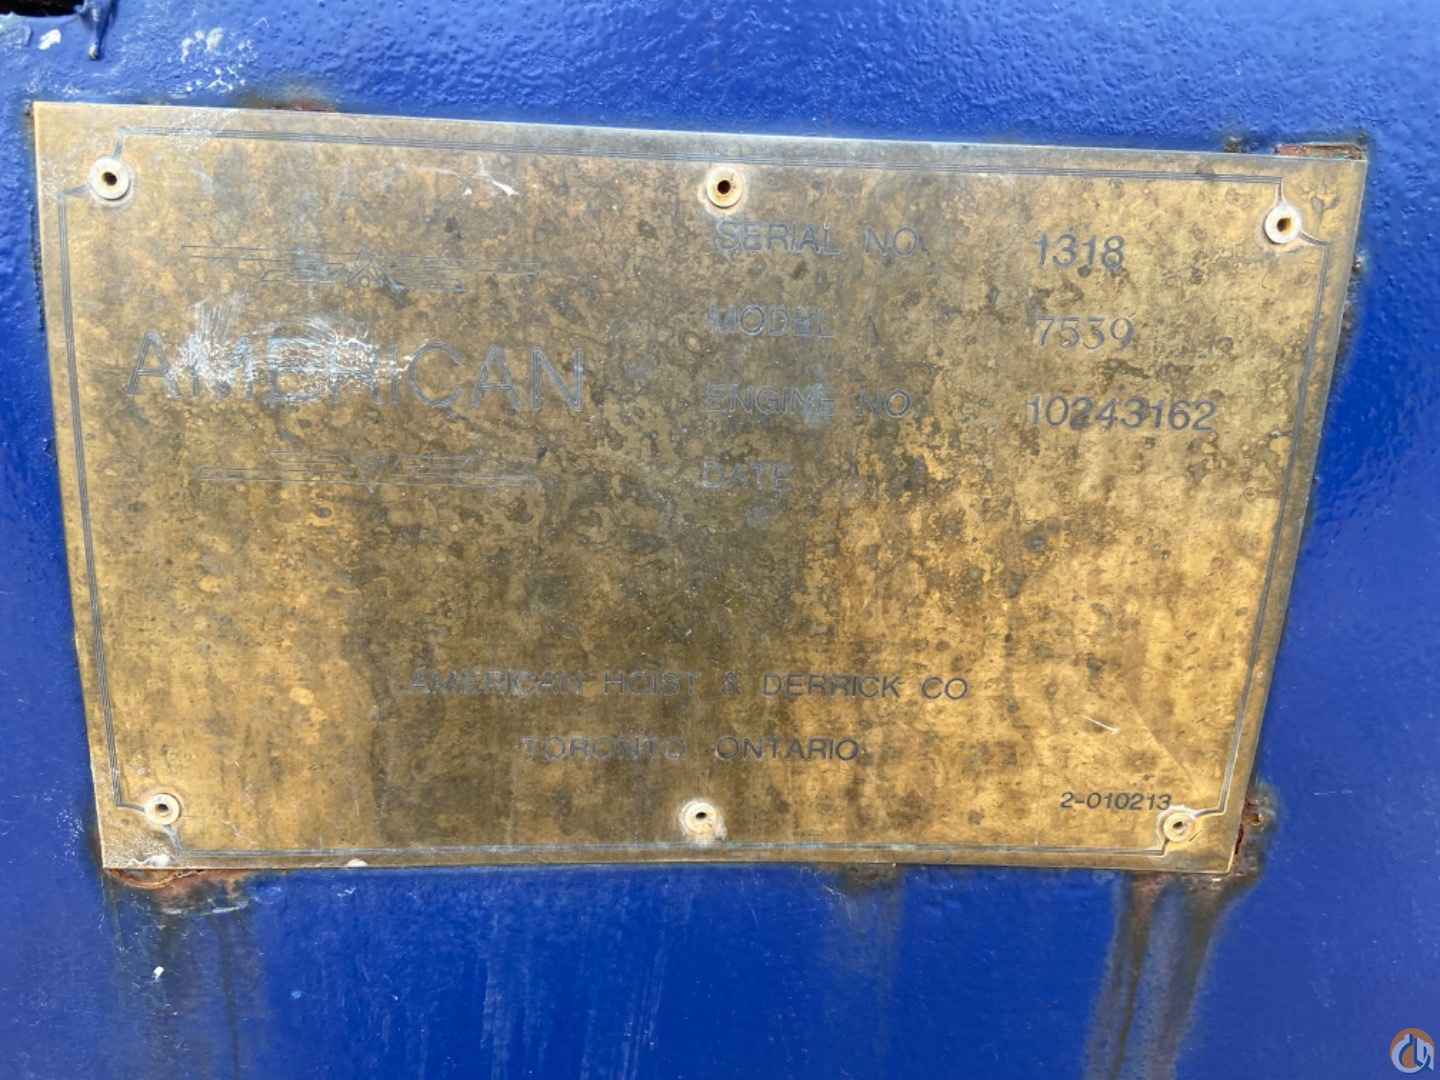 AMERICAN
SERIAL NO. 1318
MODEL 7539
ENGINE NO. 10243162
DATE
AMERICAN HOIST & DERRICK CO
TORONTO ONTARIO
2-010213